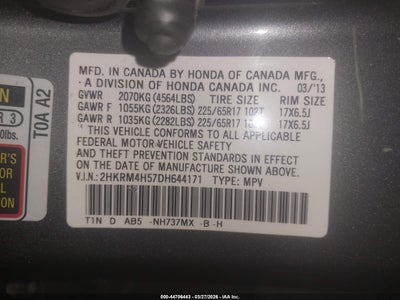 MFD. IN CANADA BY HONDA OF CANADA MFG.,
A DIVISION OF HONDA CANADA INC. 03/'13
GVWR 2070KG (4564LBS) TIRE SIZE RIM SIZE
GAWR F 1055KG (2326LBS) 225/65R17 102T 17X6.5J
GAWR R 1035KG (2282LBS) 225/65R17 17X6.5J
THIS VEHICLE CONFORMS TO ALL APPLICABLE
FEDERAL MOTOR VEHICLE SAFETY
AND THEFT PREVENTION STANDARDS IN EFFECT
ON THE DATE OF MANUFACTURE SHOWN ABOVE.
V.I.N.: 2HKRM4H57DH644171 TYPE: MPV
T1N D AB5 -NH737MX -B -H
T0A A2
000-44706443 - 03/27/2026 - IAA Inc.